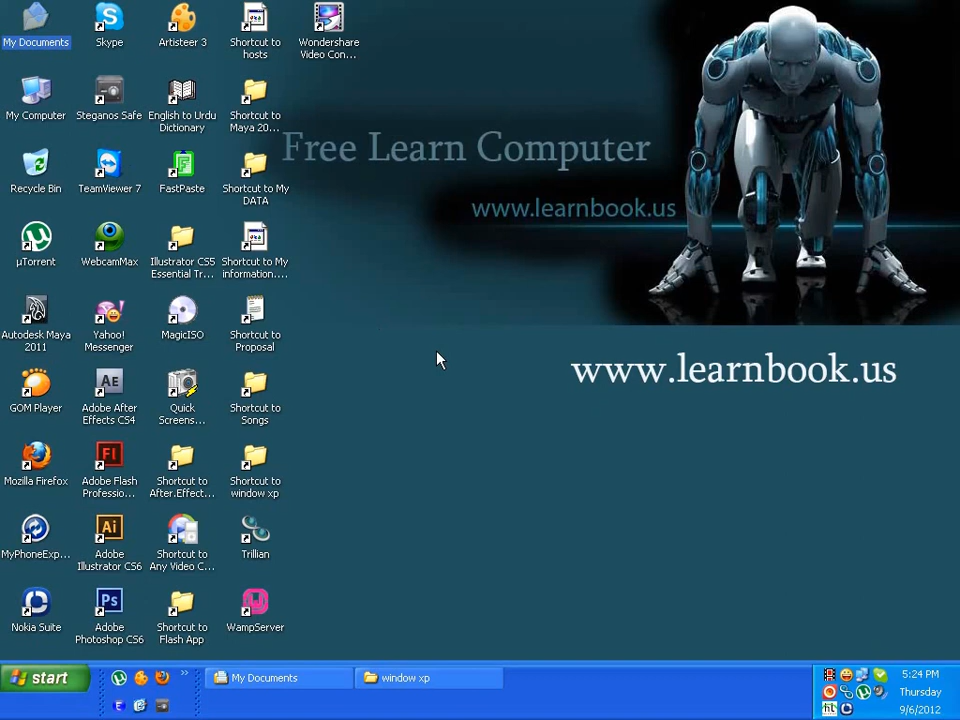 My Documents
Skype
Artisteer 3
Shortcut to
hosts
Wondershare
Video Con...
My Computer
Steganos Safe
English to Urdu
Dictionary
Shortcut to
Maya 20...
Recycle Bin
TeamViewer 7
FastPaste
Shortcut to My
DATA
µTorrent
WebcamMax
Illustrator CS5
Essential Tr...
Shortcut to My
information....
Autodesk Maya
2011
Yahoo!
Messenger
MagicISO
Shortcut to
Proposal
GOM Player
Adobe After
Effects CS4
Quick
Screens...
Shortcut to
Songs
Mozilla Firefox
Adobe Flash
Professio...
Shortcut to
After.Effect...
Shortcut to
window xp
MyPhoneExp...
Adobe
Illustrator CS6
Shortcut to
Any Video C...
Trillian
Nokia Suite
Adobe
Photoshop CS6
Shortcut to
Flash App
WampServer
Free Learn Computer
www.learnbook.us
www.learnbook.us
start
My Documents
window xp
5:24 PM
Thursday
9/6/2012